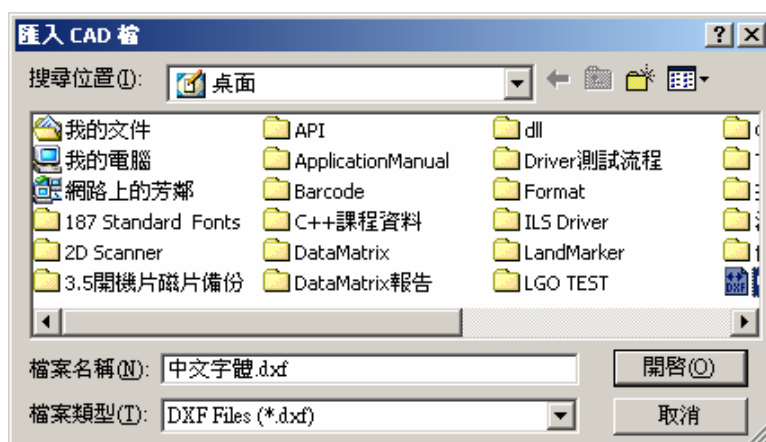 匯入 CAD 檔
搜尋位置(I): 桌面
我的文件 API dll
我的電腦 ApplicationManual Driver測試流程
網路上的芳鄰 Barcode Format
187 Standard Fonts C++課程資料 ILS Driver
2D Scanner DataMatrix LandMarker
3.5開機片磁片備份 DataMatrix報告 LGO TEST
檔案名稱(N): 中文字體.dxf 開啓(O)
檔案類型(T): DXF Files (*.dxf) 取消